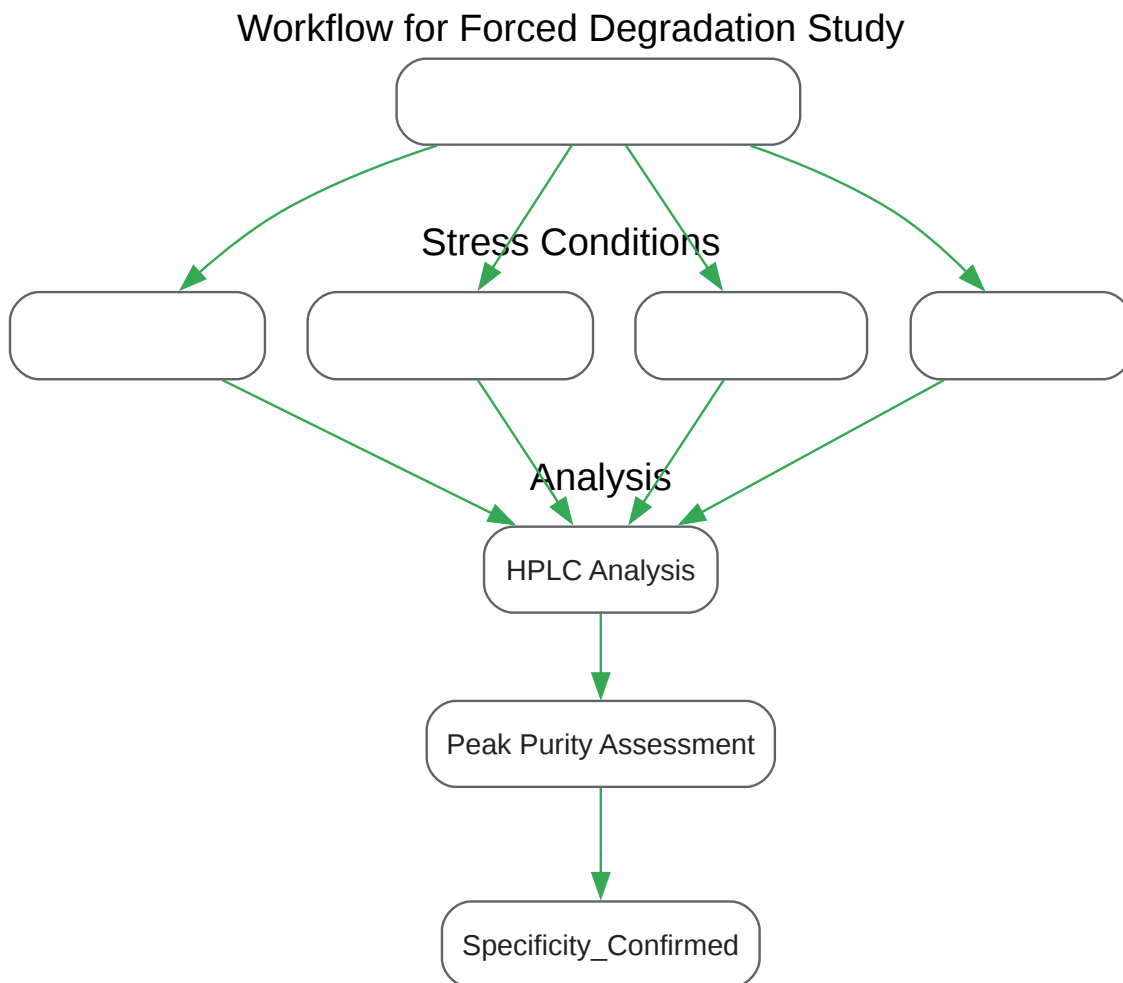 Workflow for Forced Degradation Study
Stress Conditions
Analysis
HPLC Analysis
Peak Purity Assessment
Specificity_Confirmed